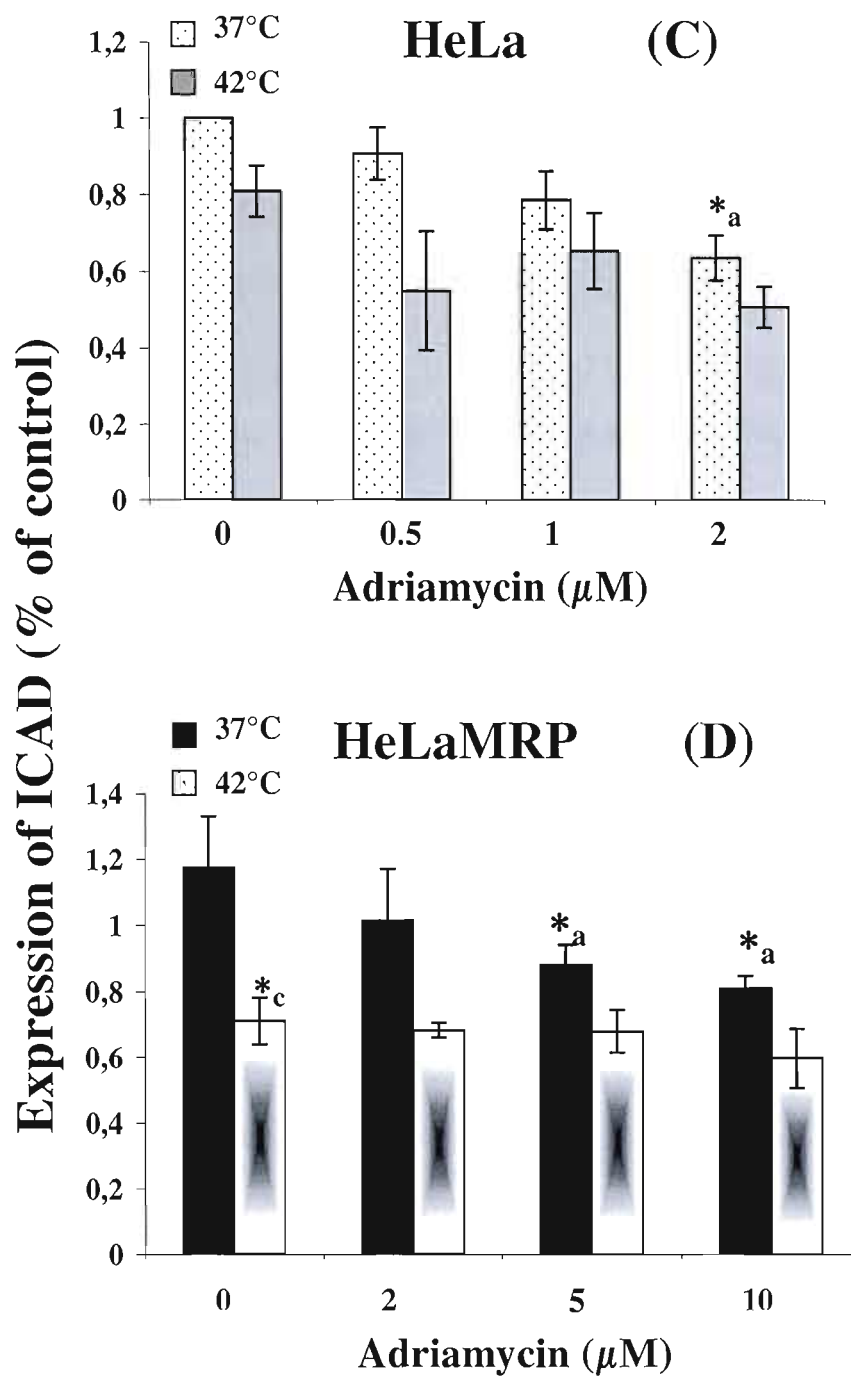 Expression of ICAD (% of control)
37°C
42°C
HeLa (C)
1,2
1
0,8
0,6
0,4
0,2
0
*a
0 0.5 1 2
Adriamycin (µM)
37°C
42°C
HeLaMRP (D)
1,4
1,2
1
0,8
0,6
0,4
0,2
0
*c
*a
*a
0 2 5 10
Adriamycin (µM)